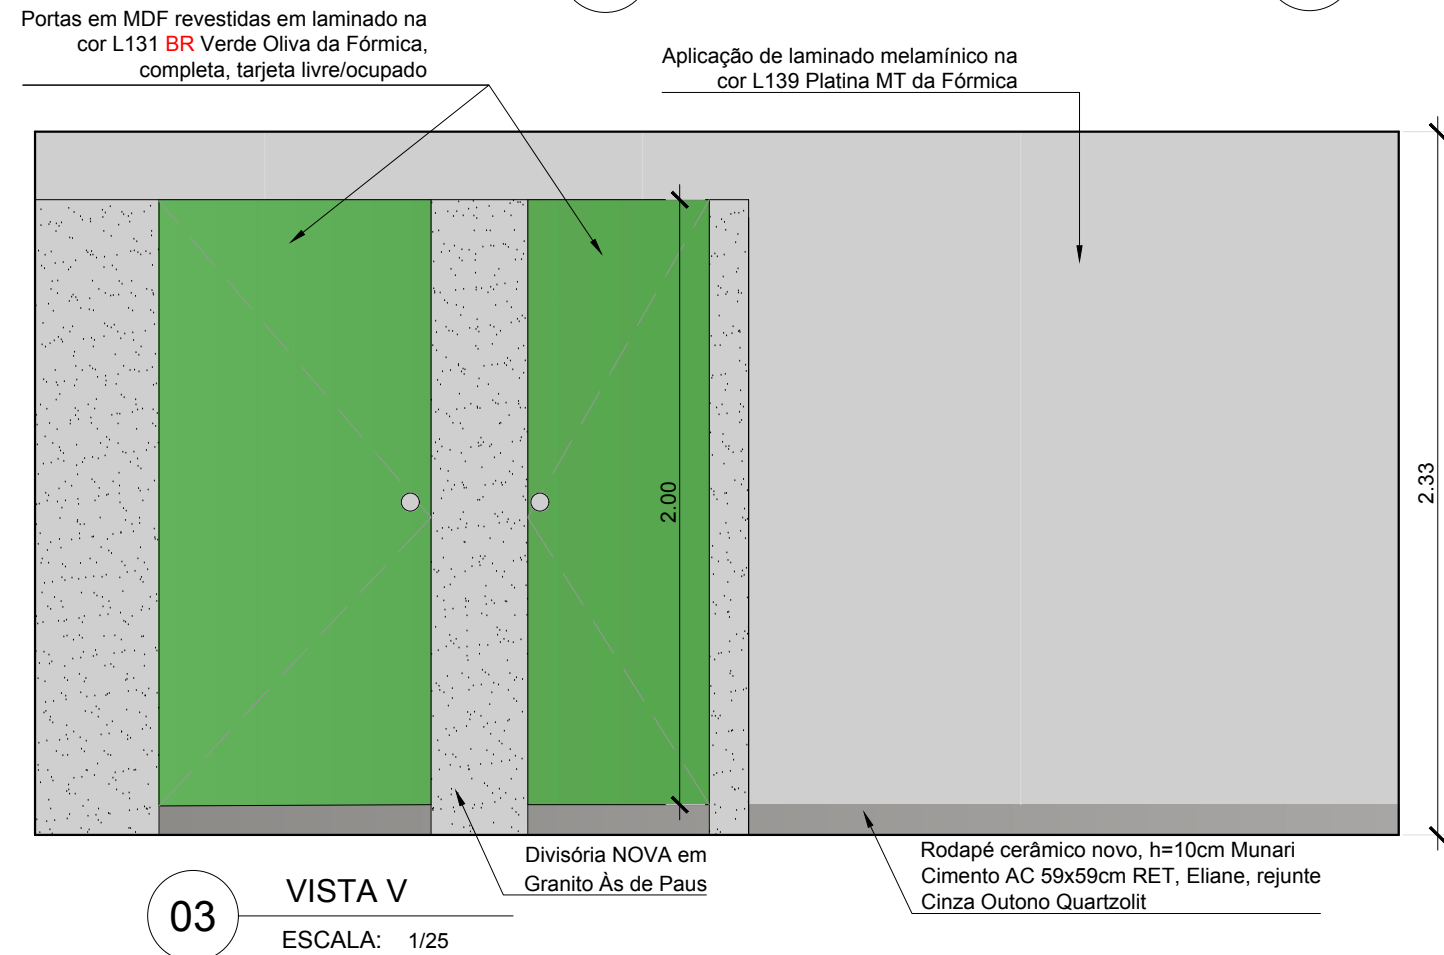 Portas em MDF revestidas em laminado na
cor L131 BR Verde Oliva da Fórmica,
completa, tarjeta livre/ocupado
Aplicação de laminado melamínico na
cor L139 Platina MT da Fórmica
2.00
2.33
Divisória NOVA em
Granito Às de Paus
Rodapé cerâmico novo, h=10cm Munari
Cimento AC 59x59cm RET, Eliane, rejunte
Cinza Outono Quartzolit
03
VISTA V
ESCALA: 1/25